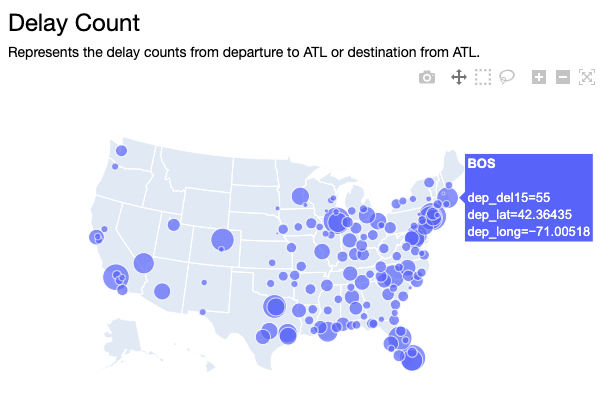 Delay Count
Represents the delay counts from departure to ATL or destination from ATL.
BOS
dep_del15=55
dep_lat=42.36435
dep_long=−71.00518